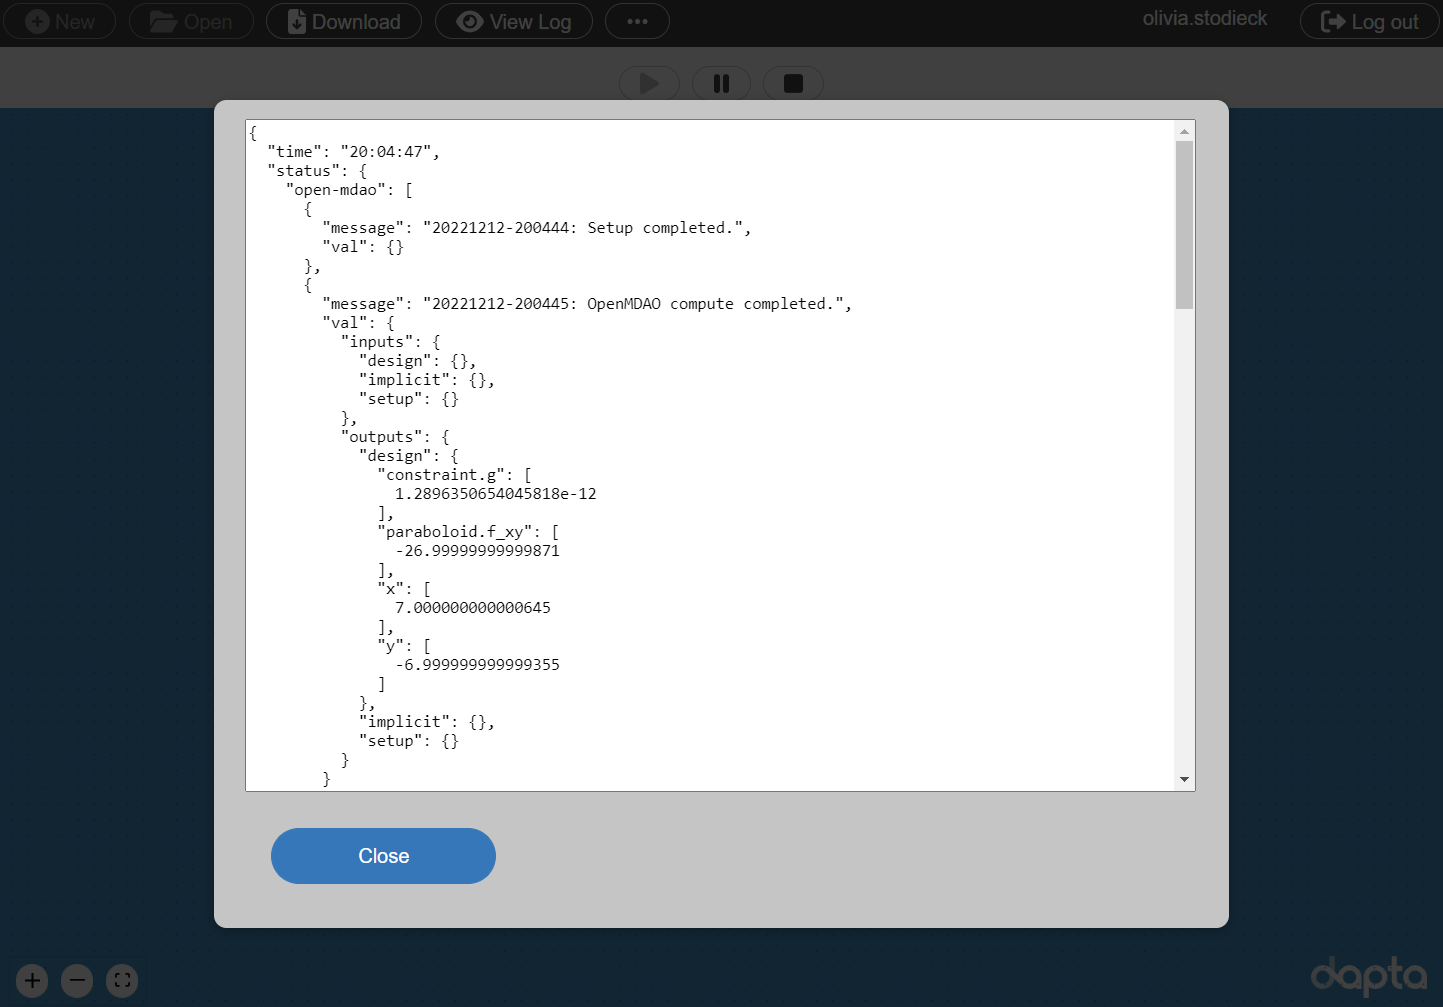 New Open Download View Log ••• olivia.stodieck Log out
{
  "time": "20:04:47",
  "status": {
    "open-mdao": [
      {
        "message": "20221212-200444: Setup completed.",
        "val": {}
      },
      {
        "message": "20221212-200445: OpenMDAO compute completed.",
        "val": {
          "inputs": {
            "design": {},
            "implicit": {},
            "setup": {}
          },
          "outputs": {
            "design": {
              "constraint.g": [
                1.2896350654045818e-12
              ],
              "paraboloid.f_xy": [
                -26.99999999999871
              ],
              "x": [
                7.000000000000645
              ],
              "y": [
                -6.999999999999355
              ]
            },
            "implicit": {},
            "setup": {}
          }
        }
Close
dapta